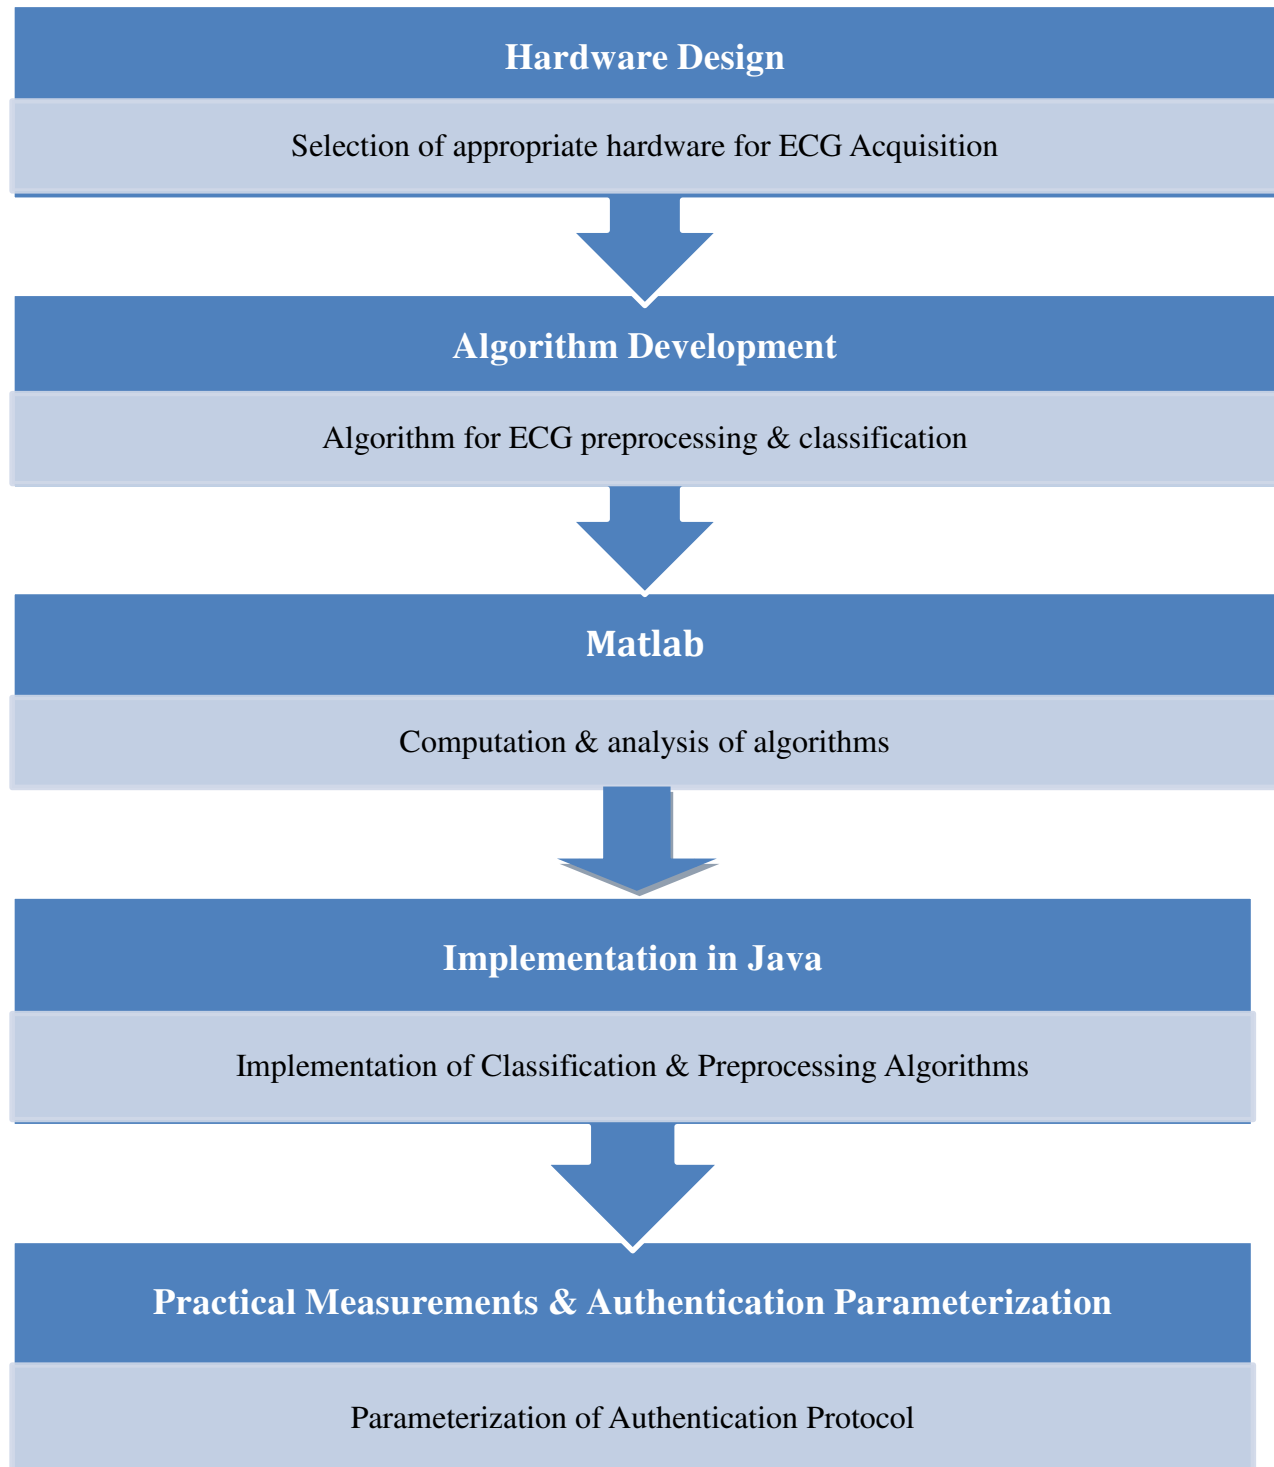 Hardware Design
Selection of appropriate hardware for ECG Acquisition
Algorithm Development
Algorithm for ECG preprocessing & classification
Matlab
Computation & analysis of algorithms
Implementation in Java
Implementation of Classification & Preprocessing Algorithms
Practical Measurements & Authentication Parameterization
Parameterization of Authentication Protocol